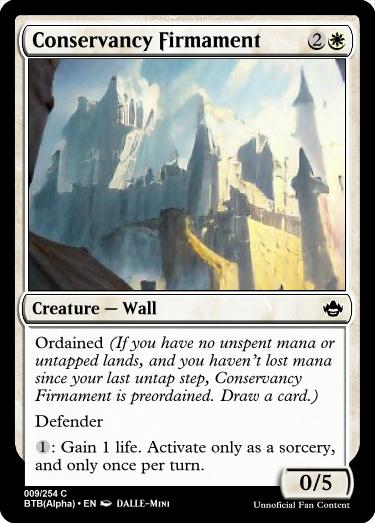 Conservancy Firmament 2
Creature — Wall
Ordained (If you have no unspent mana or
untapped lands, and you haven't lost mana
since your last untap step, Conservancy
Firmament is preordained. Draw a card.)
Defender
1: Gain 1 life. Activate only as a sorcery,
and only once per turn.
0/5
009/254 C
BTB(Alpha) • EN DALLE-Mini
Unofficial Fan Content